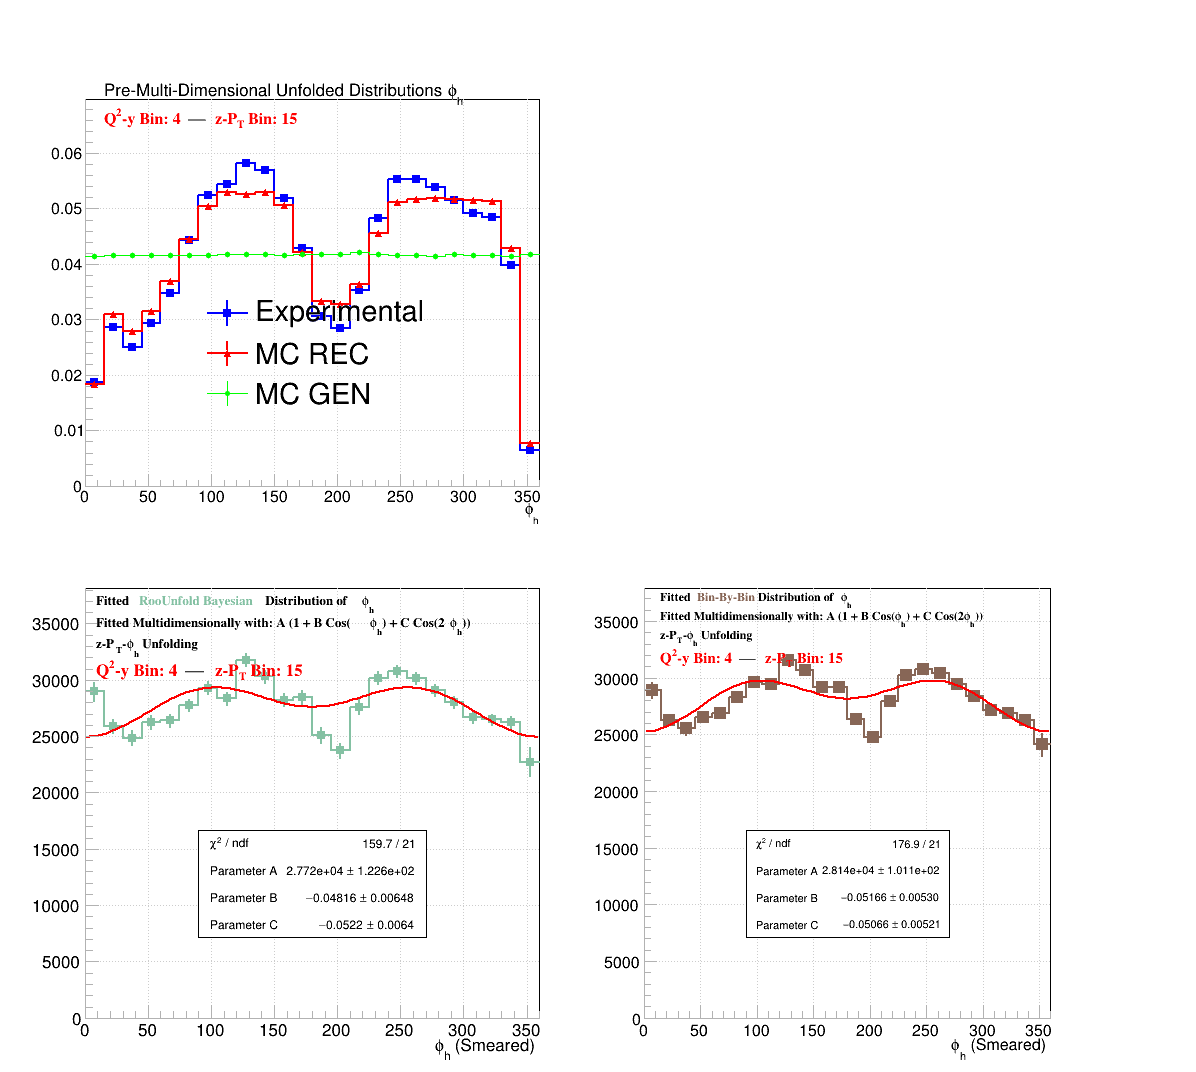 Pre-Multi-Dimensional Unfolded Distributions ϕh
Q2-y Bin: 4 — z-PT Bin: 15
0.06
0.05
0.04
0.03
0.02
0.01
0
Experimental
MC REC
MC GEN
0 50 100 150 200 250 300 350
ϕh
Fitted RooUnfold Bayesian Distribution of ϕh
Fitted Multidimensionally with: A (1 + B Cos( ϕh) + C Cos(2 ϕh))
z-PT-ϕh Unfolding
Q2-y Bin: 4 — z-PT Bin: 15
35000
30000
25000
20000
15000
10000
5000
0
χ2 / ndf 159.7 / 21
Parameter A 2.772e+04 ± 1.226e+02
Parameter B −0.04816 ± 0.00648
Parameter C −0.0522 ± 0.0064
0 50 100 150 200 250 300 350
ϕh (Smeared)
Fitted Bin-By-Bin Distribution of ϕh
Fitted Multidimensionally with: A (1 + B Cos(ϕh) + C Cos(2ϕh))
z-PT-ϕh Unfolding
Q2-y Bin: 4 — z-PT Bin: 15
35000
30000
25000
20000
15000
10000
5000
0
χ2 / ndf 176.9 / 21
Parameter A 2.814e+04 ± 1.011e+02
Parameter B −0.05166 ± 0.00530
Parameter C −0.05066 ± 0.00521
0 50 100 150 200 250 300 350
ϕh (Smeared)